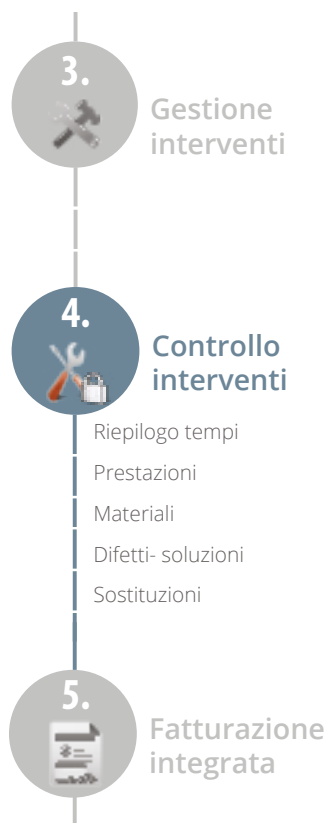 3.
Gestione
interventi
4.
Controllo
interventi
Riepilogo tempi
Prestazioni
Materiali
Difetti- soluzioni
Sostituzioni
5.
Fatturazione
integrata